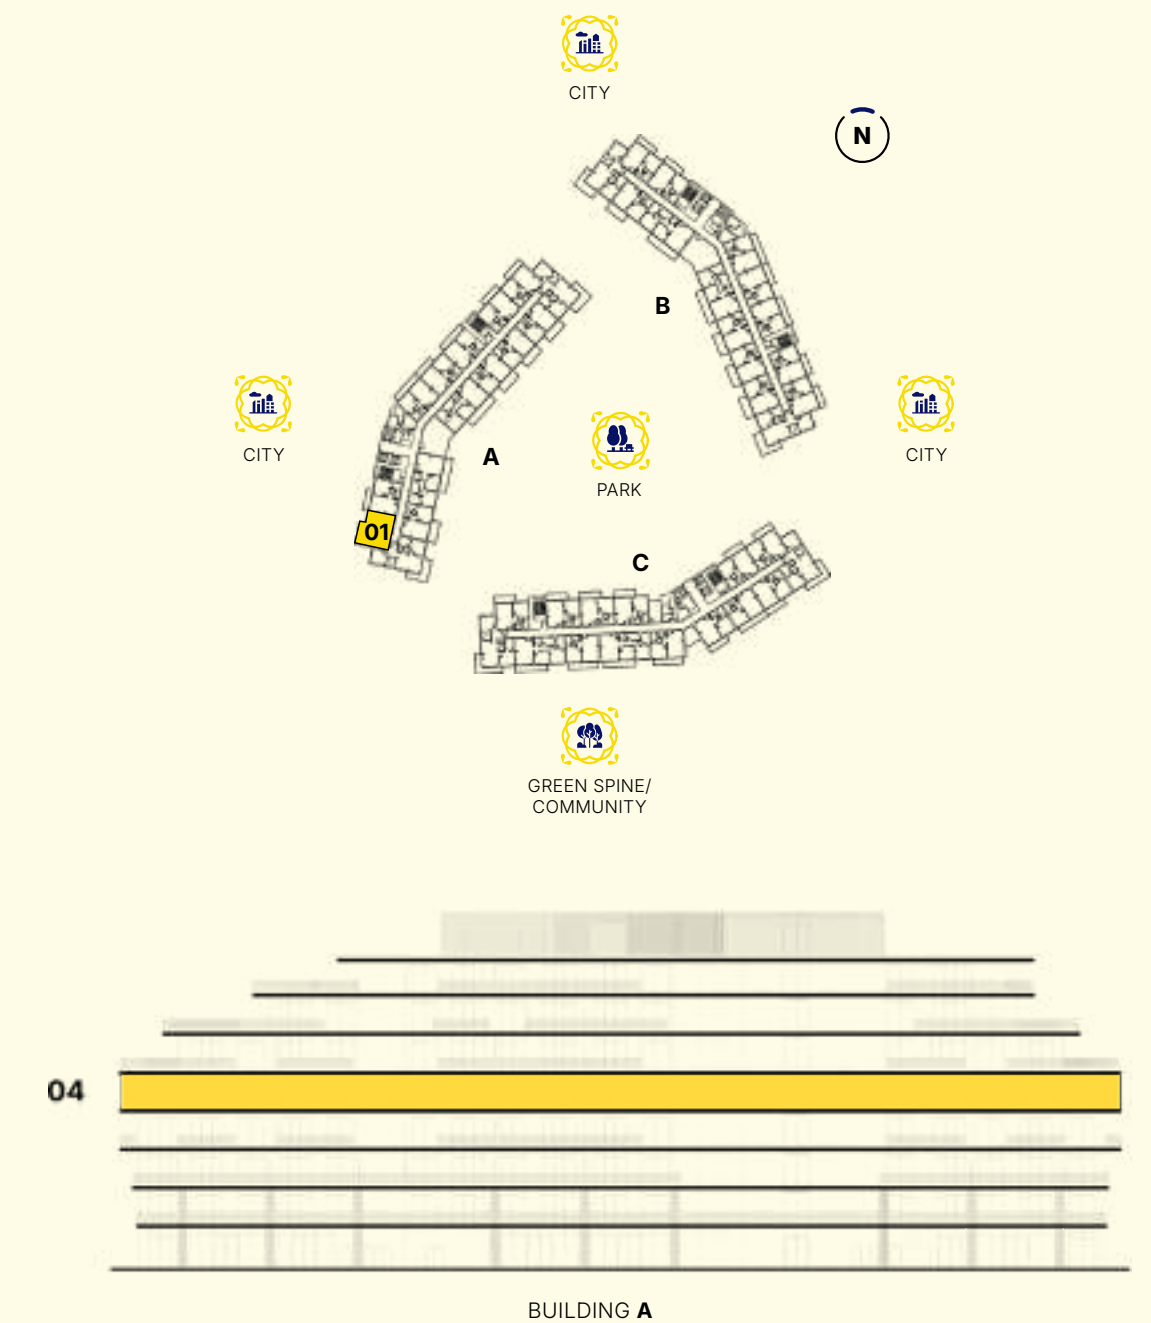 CITY
N
B
CITY
A
01
PARK
CITY
C
GREEN SPINE/
COMMUNITY
04
BUILDING A